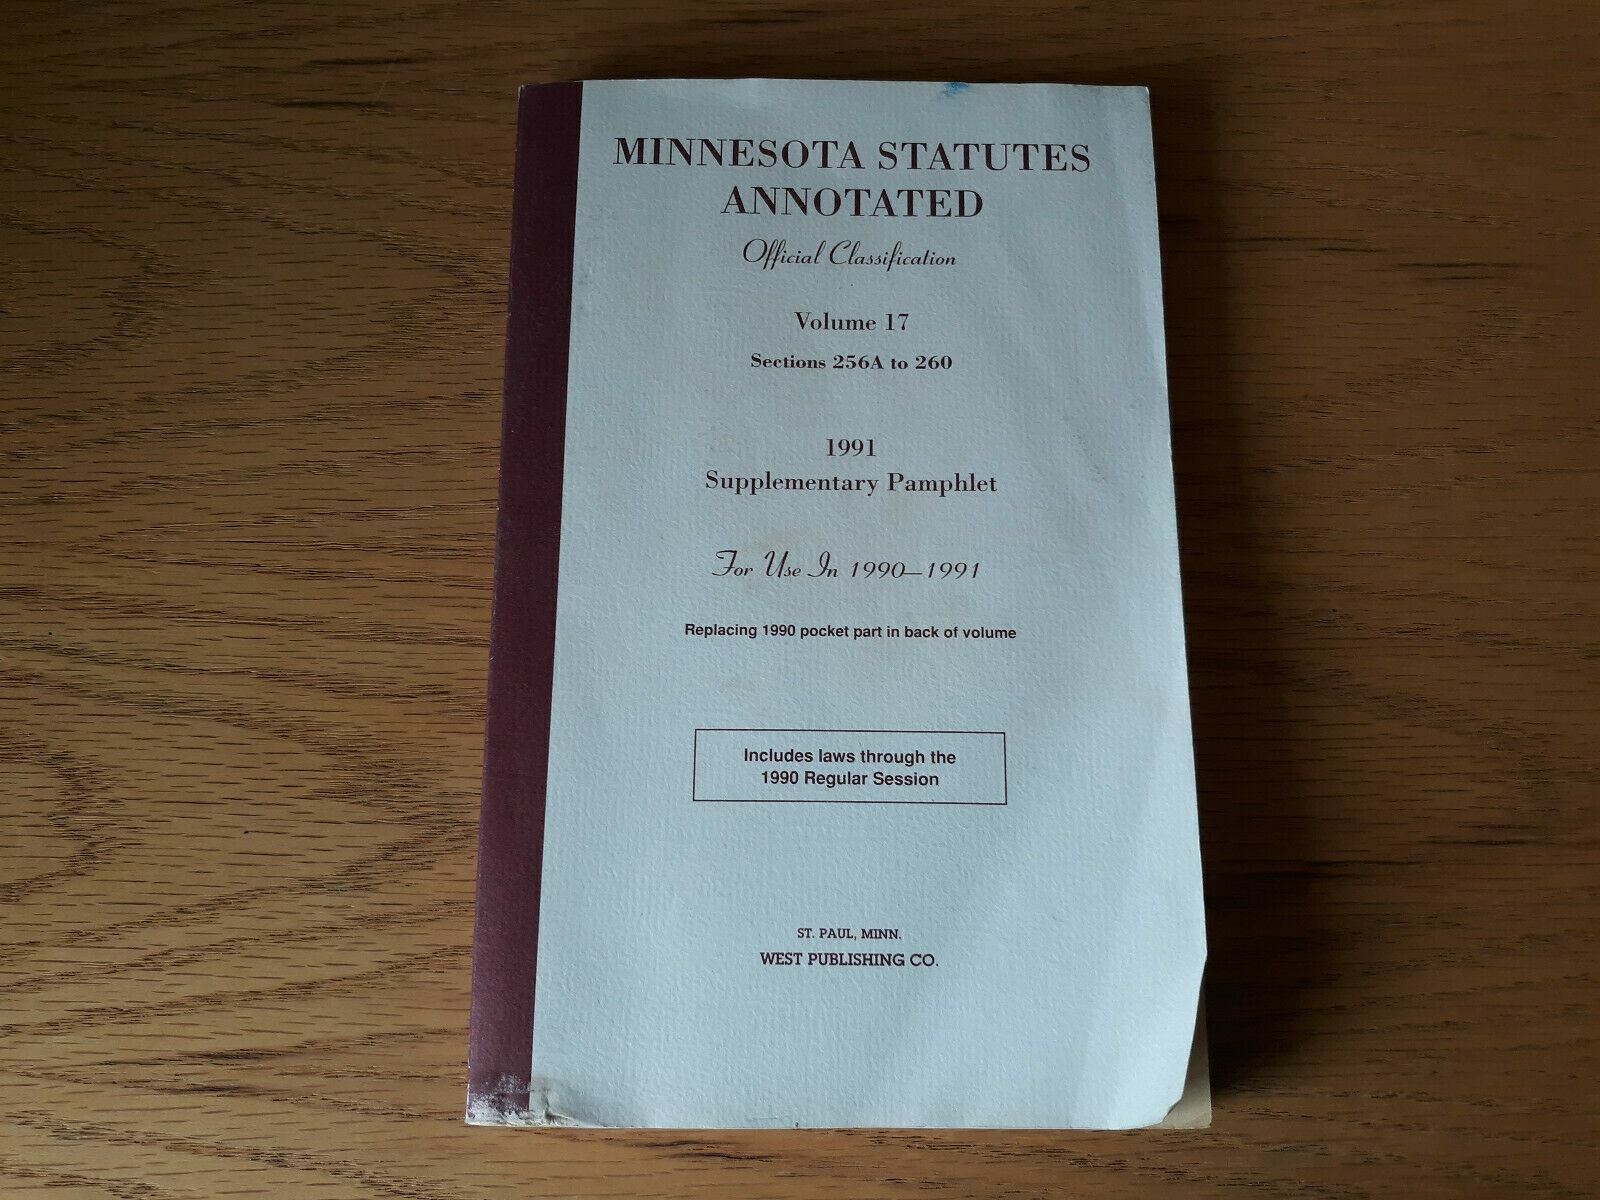 MINNESOTA STATUTES
ANNOTATED
Official Classification
Volume 17
Sections 256A to 260
1991
Supplementary Pamphlet
For Use In 1990—1991
Replacing 1990 pocket part in back of volume
Includes laws through the
1990 Regular Session
ST. PAUL, MINN.
WEST PUBLISHING CO.